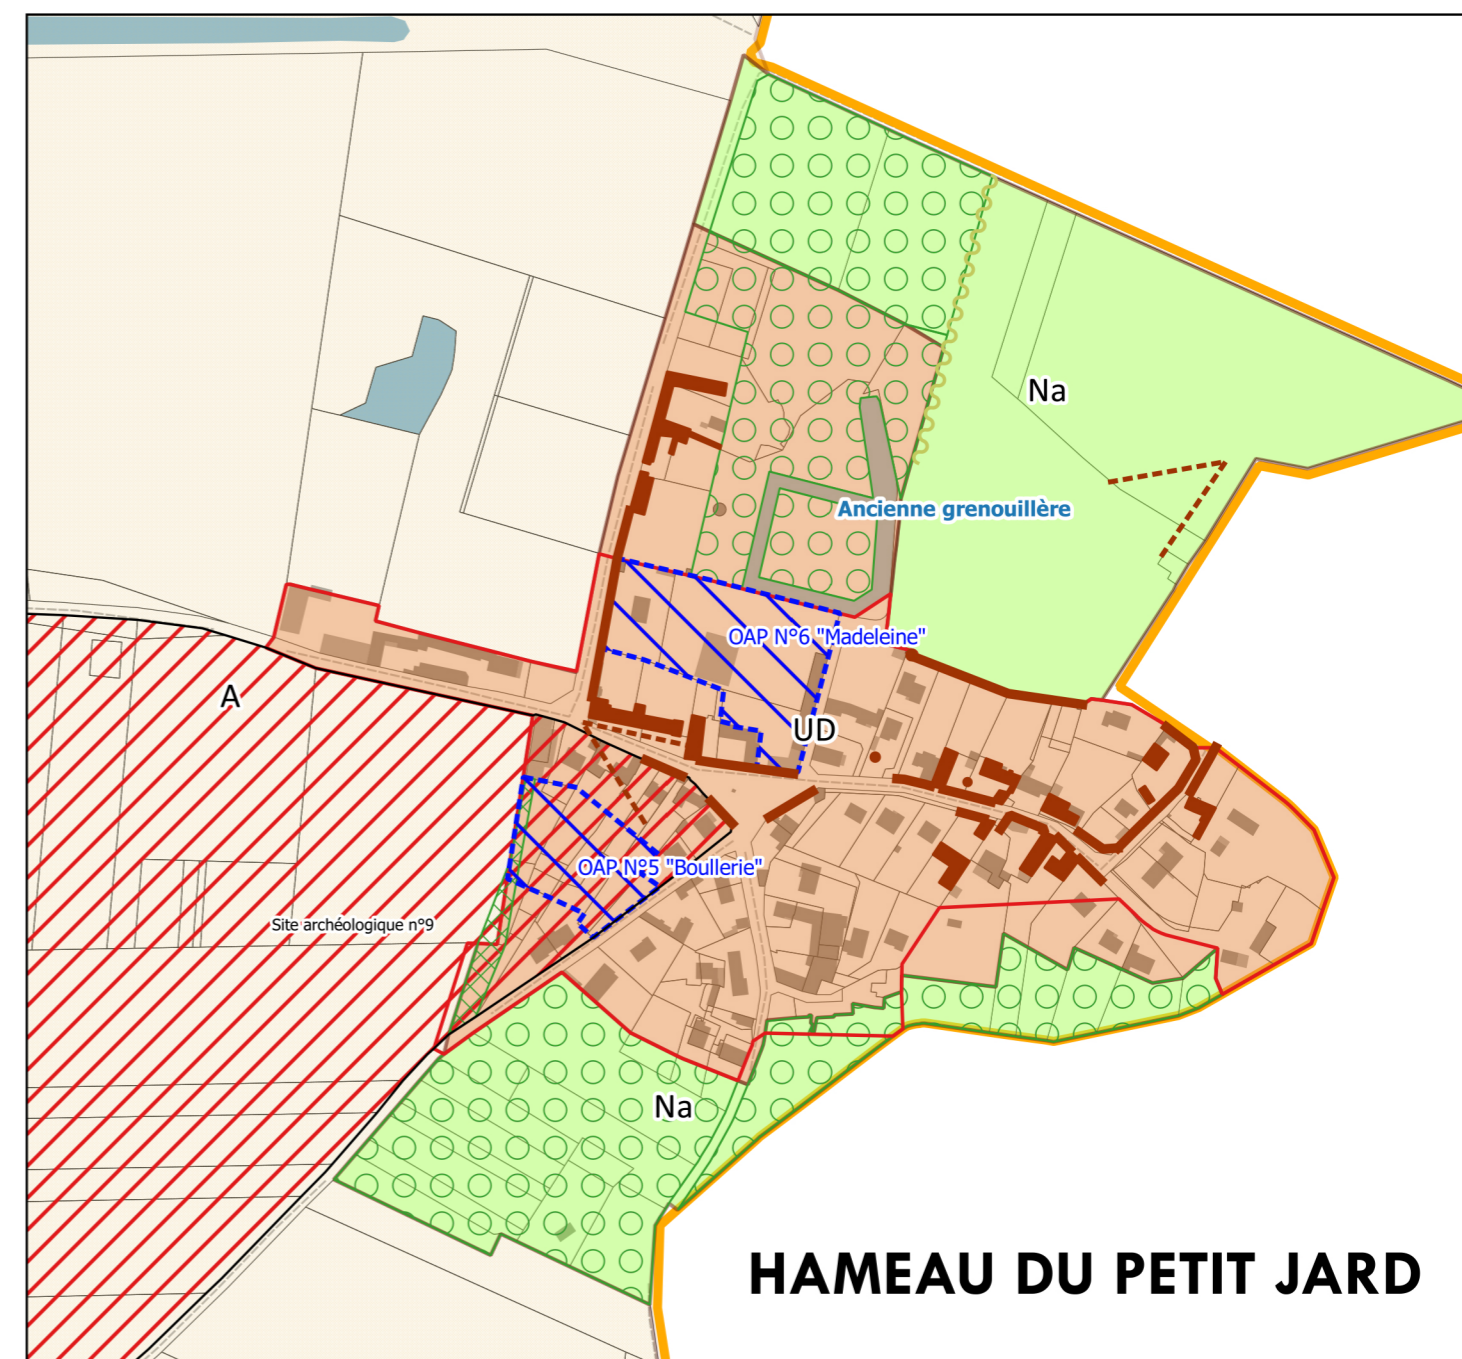 Na
Ancienne grenouillère
OAP N°6 "Madeleine"
A
UD
OAP N°5 "Boullerie"
Site archéologique n°9
Na
HAMEAU DU PETIT JARD